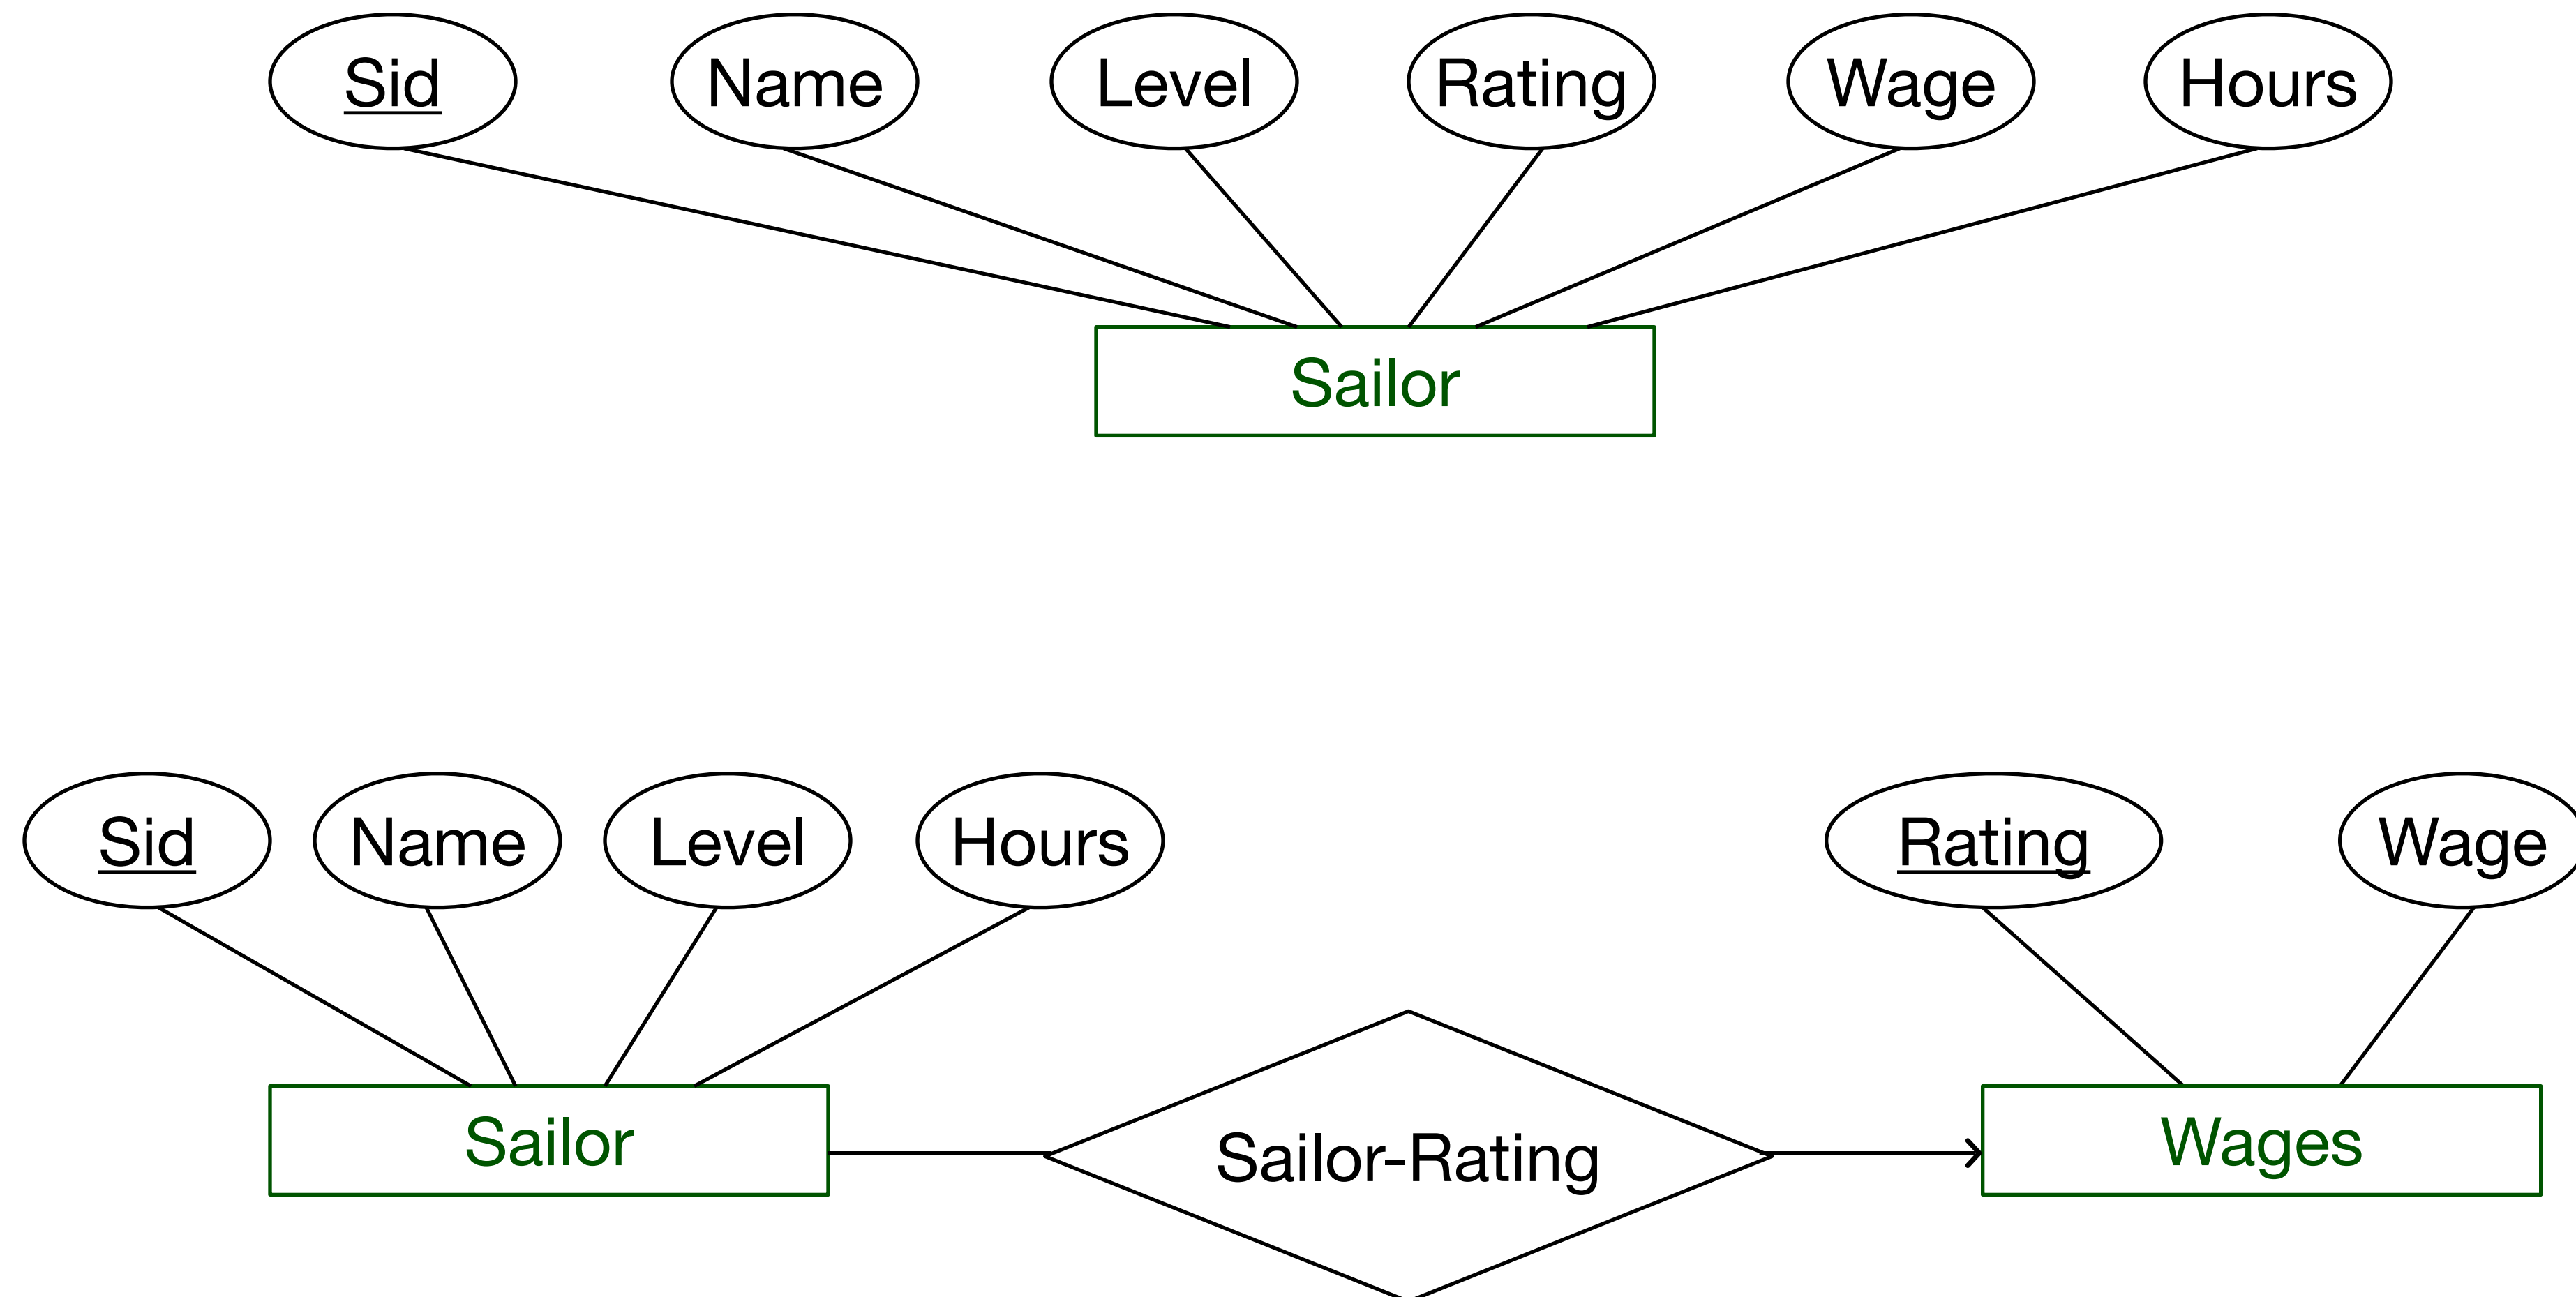 Sid Name Level Rating Wage Hours
Sailor
Sid Name Level Hours Rating Wage
Sailor Sailor-Rating Wages